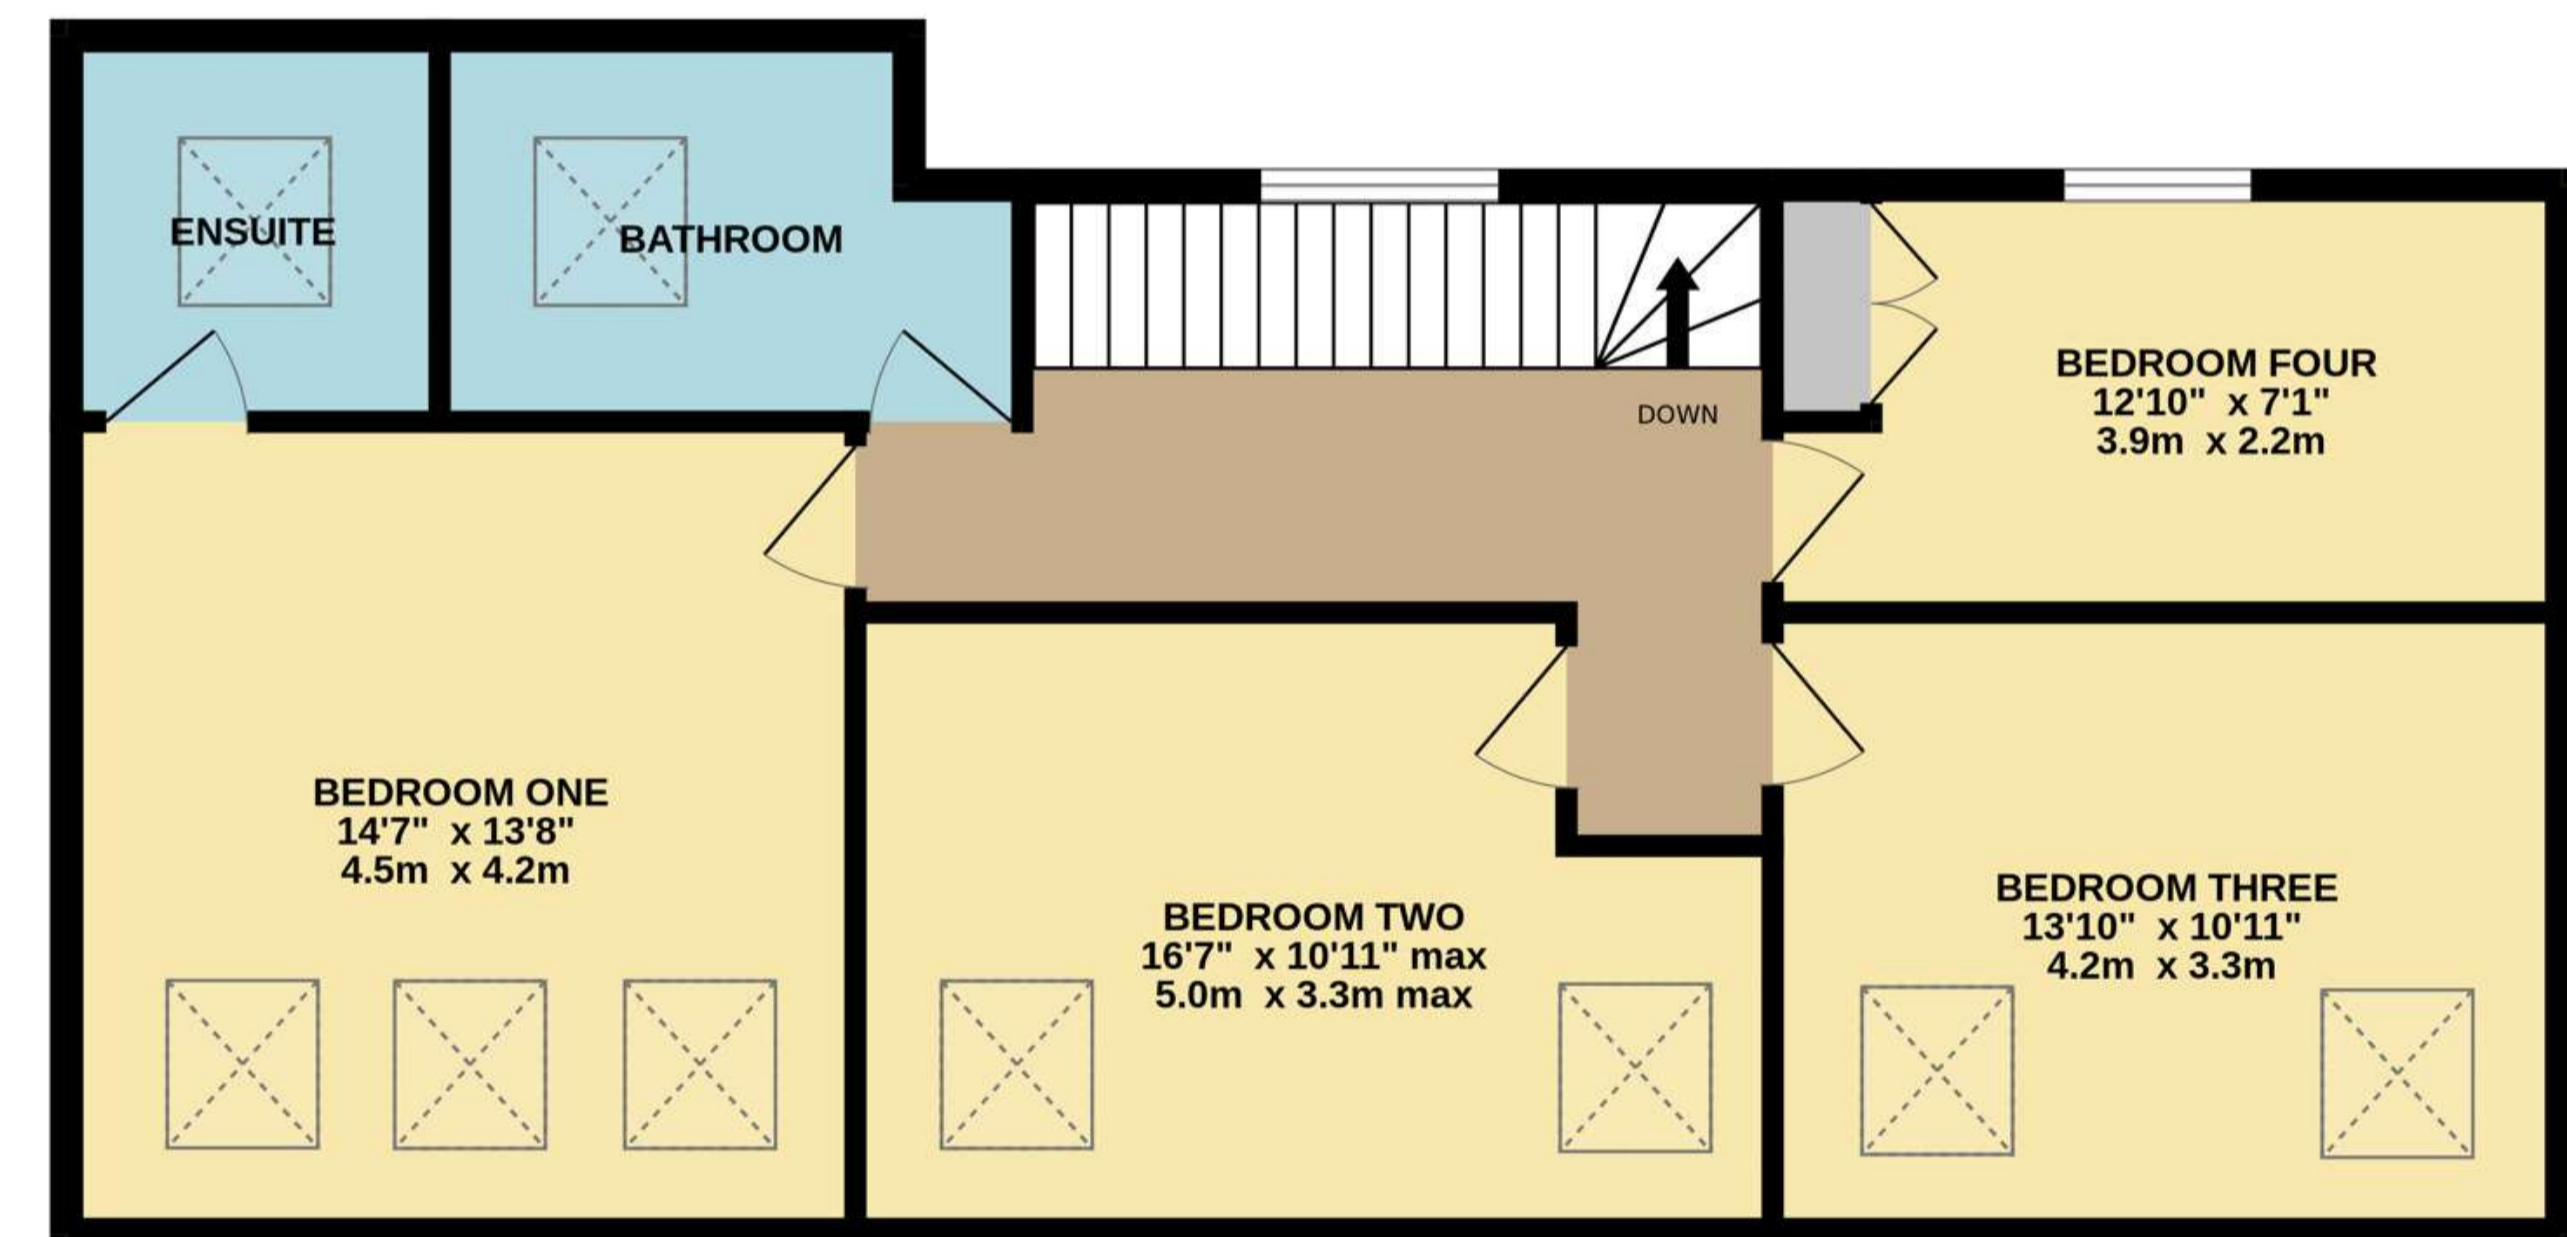 ENSUITE
BATHROOM
DOWN
BEDROOM FOUR
12'10"  x 7'1"
3.9m  x 2.2m
BEDROOM ONE
14'7"  x 13'8"
4.5m  x 4.2m
BEDROOM TWO
16'7"  x 10'11" max
5.0m  x 3.3m max
BEDROOM THREE
13'10"  x 10'11"
4.2m  x 3.3m